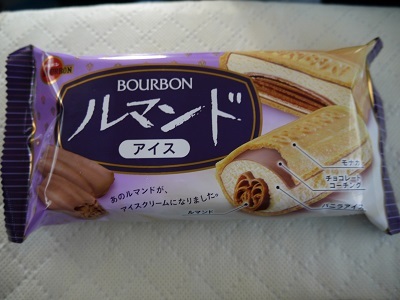 BOURBON
ルマンド
アイス
あのルマンドが、
アイスクリームになりました。
モナカ
チョコレート
コーチング
バニラアイス
ルマンド